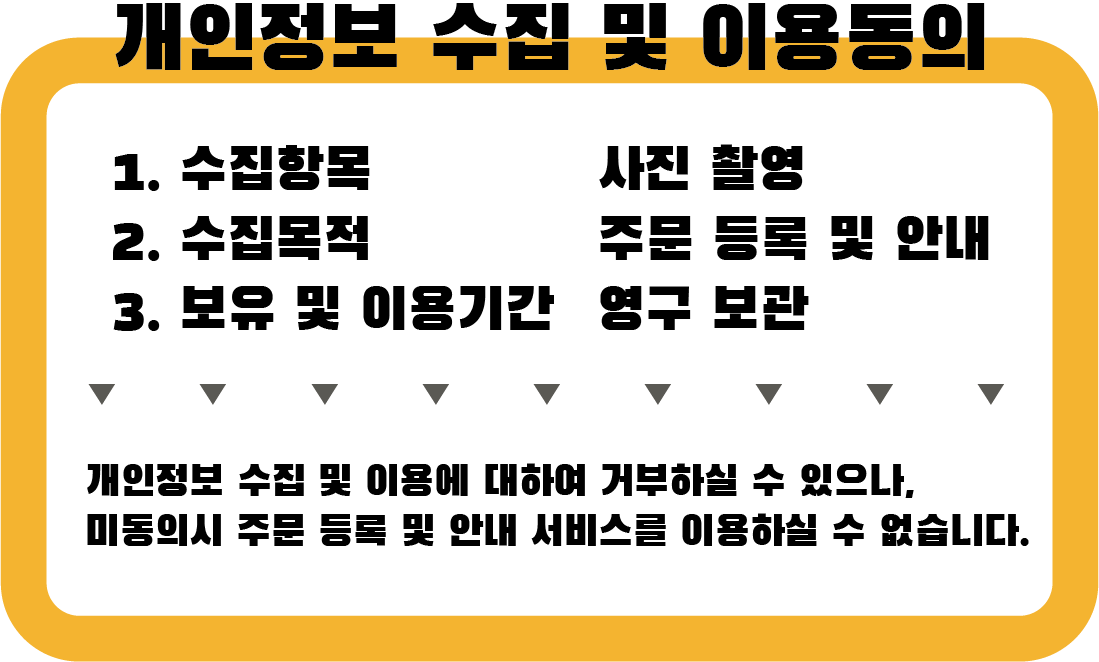 개인정보 수집 및 이용동의
1. 수집항목 사진 촬영
2. 수집목적 주문 등록 및 안내
3. 보유 및 이용기간 영구 보관
개인정보 수집 및 이용에 대하여 거부하실 수 있으나,
미동의시 주문 등록 및 안내 서비스를 이용하실 수 없습니다.